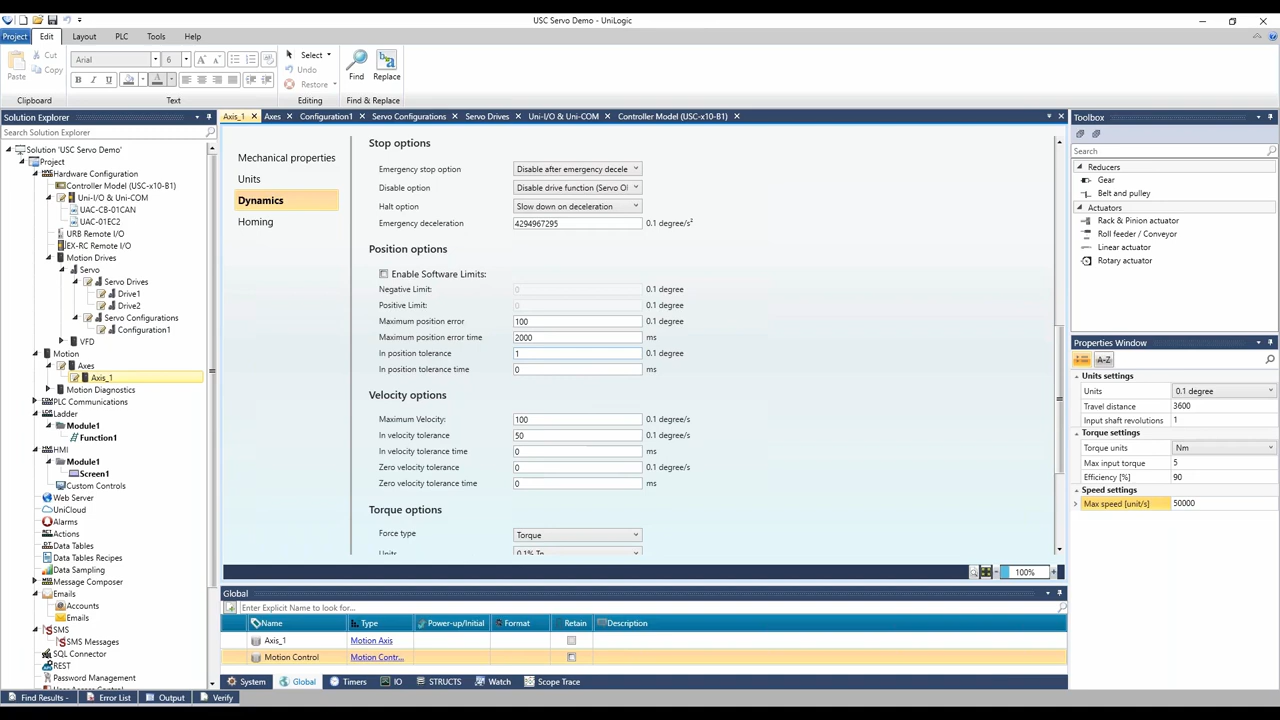 USC Servo Demo - UniLogic
Project Edit Layout PLC Tools Help
Paste Cut Copy Arial 6 Select Undo Restore Find Replace
Clipboard Text Editing Find & Replace
Solution Explorer
Search Solution Explorer
Solution 'USC Servo Demo'
Project
Hardware Configuration
Controller Model (USC-x10-B1)
Uni-I/O & Uni-COM
UAC-CB-01CAN
UAC-01EC2
URB Remote I/O
EX-RC Remote I/O
Motion Drives
Servo
Servo Drives
Drive1
Drive2
Servo Configurations
Configuration1
VFD
Motion
Axes
Axis_1
Motion Diagnostics
PLC Communications
Ladder
Module1
Function1
HMI
Module1
Screen1
Custom Controls
Web Server
UniCloud
Alarms
Actions
Data Tables
Data Tables Recipes
Data Sampling
Message Composer
Emails
Accounts
Emails
SMS
SMS Messages
SQL Connector
REST
Password Management
Find Results - Error List Output Verify
Axis_1 Axes Configuration1 Servo Configurations Servo Drives Uni-I/O & Uni-COM Controller Model (USC-x10-B1)
Mechanical properties
Units
Dynamics
Homing
Stop options
Emergency stop option Disable after emergency decele
Disable option Disable drive function (Servo Of
Halt option Slow down on deceleration
Emergency deceleration 4294967295 0.1 degree/s²
Position options
Enable Software Limits:
Negative Limit: 0 0.1 degree
Positive Limit: 0 0.1 degree
Maximum position error 100 0.1 degree
Maximum position error time 2000 ms
In position tolerance 1 0.1 degree
In position tolerance time 0 ms
Velocity options
Maximum Velocity: 100 0.1 degree/s
In velocity tolerance 50 0.1 degree/s
In velocity tolerance time 0 ms
Zero velocity tolerance 0 0.1 degree/s
Zero velocity tolerance time 0 ms
Torque options
Force type Torque
Units 0.1% Tn
100%
Global
Enter Explicit Name to look for...
Name Type Power-up/Initial Format Retain Description
Axis_1 Motion Axis
Motion Control Motion Contr...
System Global Timers IO STRUCTS Watch Scope Trace
Toolbox
Search
Reducers
Gear
Belt and pulley
Actuators
Rack & Pinion actuator
Roll feeder / Conveyor
Linear actuator
Rotary actuator
Properties Window
A-Z
Units settings
Units 0.1 degree
Travel distance 3600
Input shaft revolutions 1
Torque settings
Torque units Nm
Max input torque 5
Efficiency [%] 90
Speed settings
Max speed [unit/s] 50000